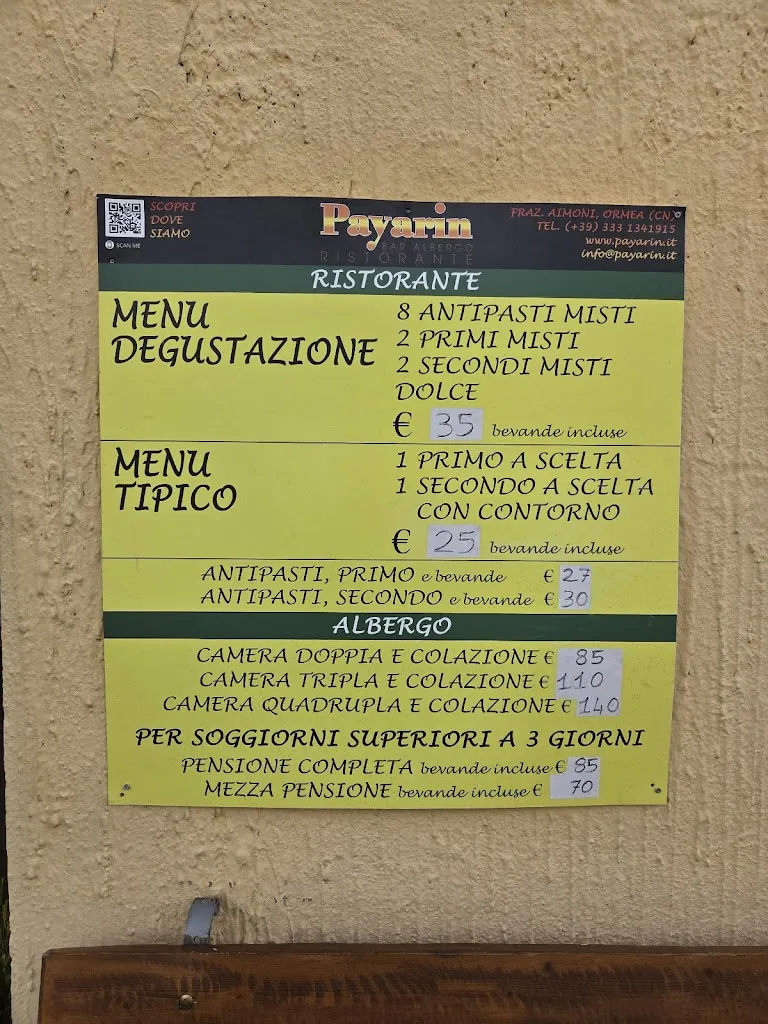 SCOPRI
DOVE
SIAMO
SCAN ME
Payarin
BAR ALBERGO
RISTORANTE
FRAZ. AIMONI, ORMEA (CN)
TEL. (+39) 333 1341915
www.payarin.it
info@payarin.it
RISTORANTE
MENU
DEGUSTAZIONE
8 ANTIPASTI MISTI
2 PRIMI MISTI
2 SECONDI MISTI
DOLCE
€ 35 bevande incluse
MENU
TIPICO
1 PRIMO A SCELTA
1 SECONDO A SCELTA
CON CONTORNO
€ 25 bevande incluse
ANTIPASTI, PRIMO e bevande € 27
ANTIPASTI, SECONDO e bevande € 30
ALBERGO
CAMERA DOPPIA E COLAZIONE € 85
CAMERA TRIPLA E COLAZIONE € 110
CAMERA QUADRUPLA E COLAZIONE € 140
PER SOGGIORNI SUPERIORI A 3 GIORNI
PENSIONE COMPLETA bevande incluse € 85
MEZZA PENSIONE bevande incluse € 70